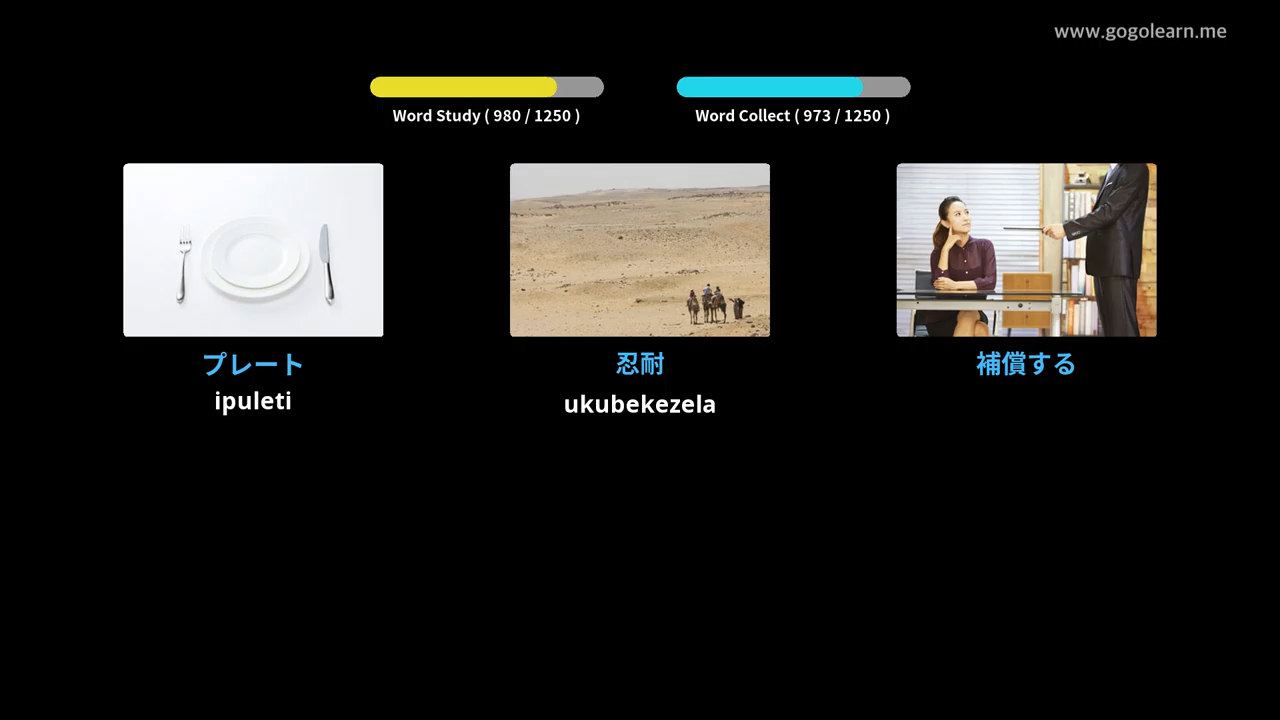 www.gogolearn.me
Word Study ( 980 / 1250 )
Word Collect ( 973 / 1250 )
プレート
忍耐
補償する
ipuleti
ukubekezela